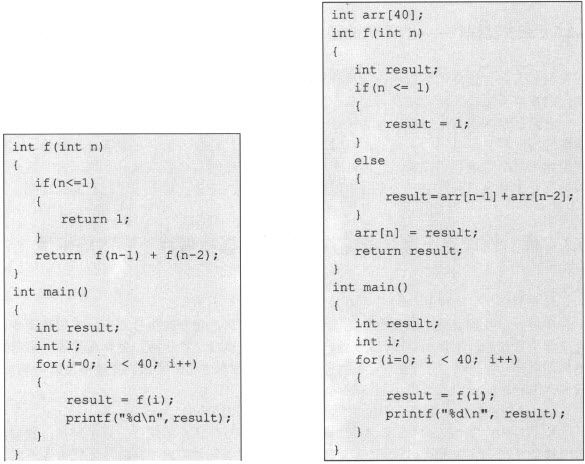 int f(int n)
{
if(n<=1)
{
return 1;
}
return f(n-1) + f(n-2);
}
int main()
{
int result;
int i;
for(i=0; i < 40; i++)
{
result = f(i);
printf("%d\n", result);
}
}
int arr[40];
int f(int n)
{
int result;
if(n <= 1)
{
result = 1;
}
else
{
result=arr[n-1]+arr[n-2];
}
arr[n] = result;
return result;
}
int main()
{
int result;
int i;
for(i=0; i < 40; i++)
{
result = f(i);
printf("%d\n", result);
}
}